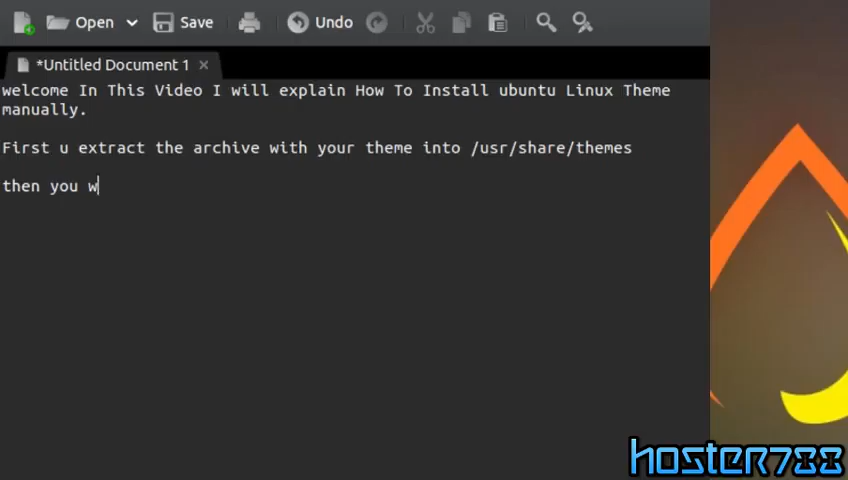 Open Save Undo
*Untitled Document 1
welcome In This Video I will explain How To Install ubuntu Linux Theme
manually.
First u extract the archive with your theme into /usr/share/themes
then you w
hoster788